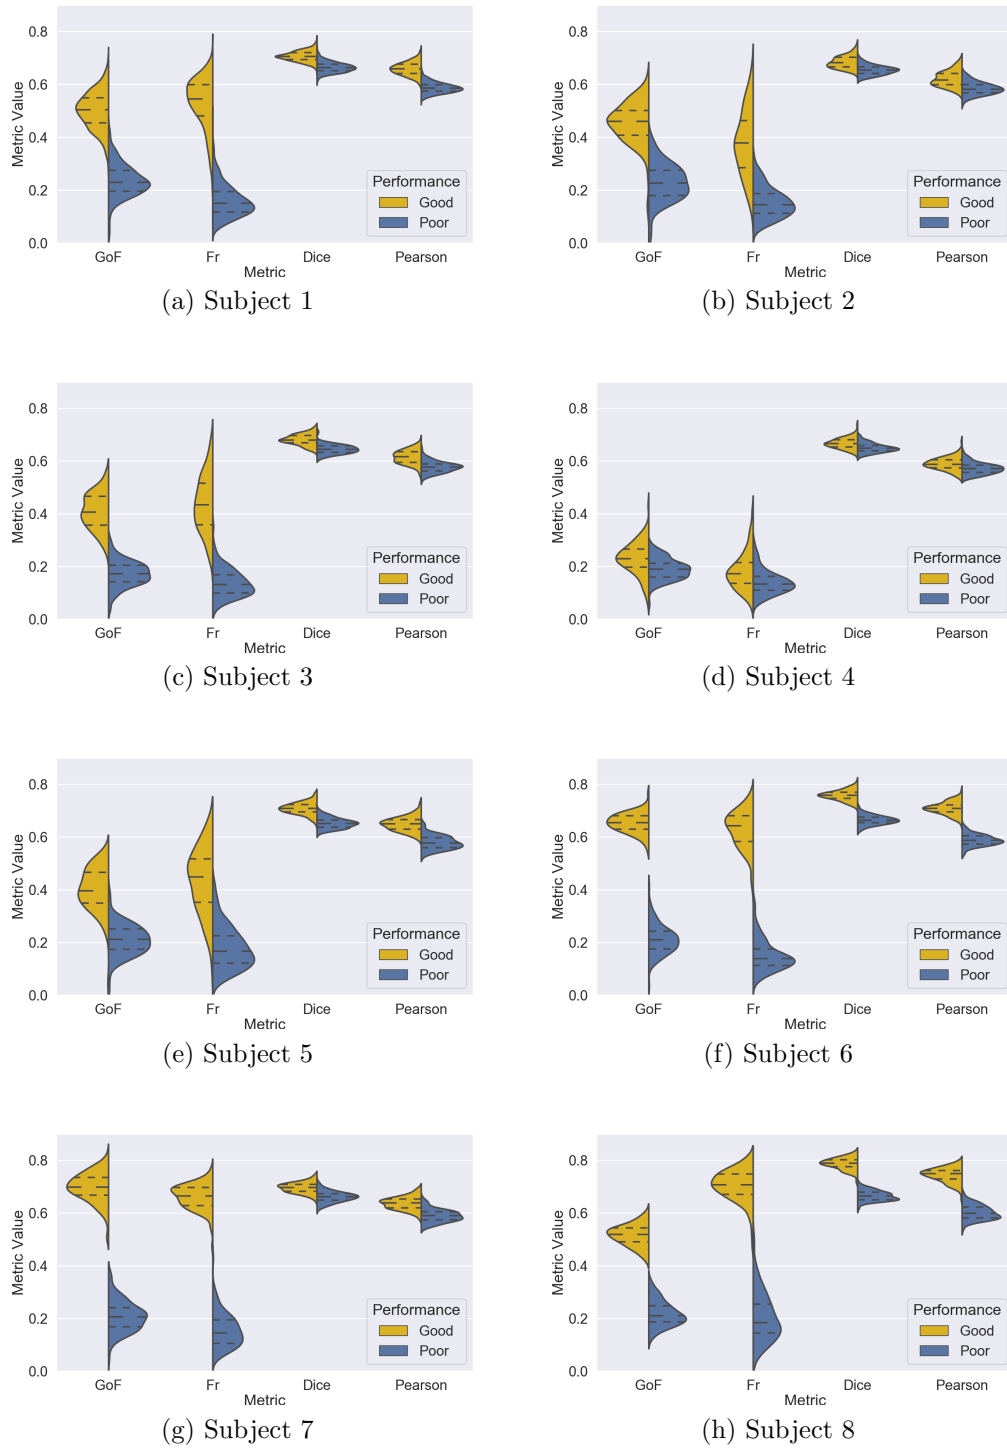 0.8
0.6
0.4
0.2
0.0
Metric Value
GoF Fr Dice Pearson
Metric
Performance
Good
Poor
(a) Subject 1
0.8
0.6
0.4
0.2
0.0
Metric Value
GoF Fr Dice Pearson
Metric
Performance
Good
Poor
(b) Subject 2
0.8
0.6
0.4
0.2
0.0
Metric Value
GoF Fr Dice Pearson
Metric
Performance
Good
Poor
(c) Subject 3
0.8
0.6
0.4
0.2
0.0
Metric Value
GoF Fr Dice Pearson
Metric
Performance
Good
Poor
(d) Subject 4
0.8
0.6
0.4
0.2
0.0
Metric Value
GoF Fr Dice Pearson
Metric
Performance
Good
Poor
(e) Subject 5
0.8
0.6
0.4
0.2
0.0
Metric Value
GoF Fr Dice Pearson
Metric
Performance
Good
Poor
(f) Subject 6
0.8
0.6
0.4
0.2
0.0
Metric Value
GoF Fr Dice Pearson
Metric
Performance
Good
Poor
(g) Subject 7
0.8
0.6
0.4
0.2
0.0
Metric Value
GoF Fr Dice Pearson
Metric
Performance
Good
Poor
(h) Subject 8